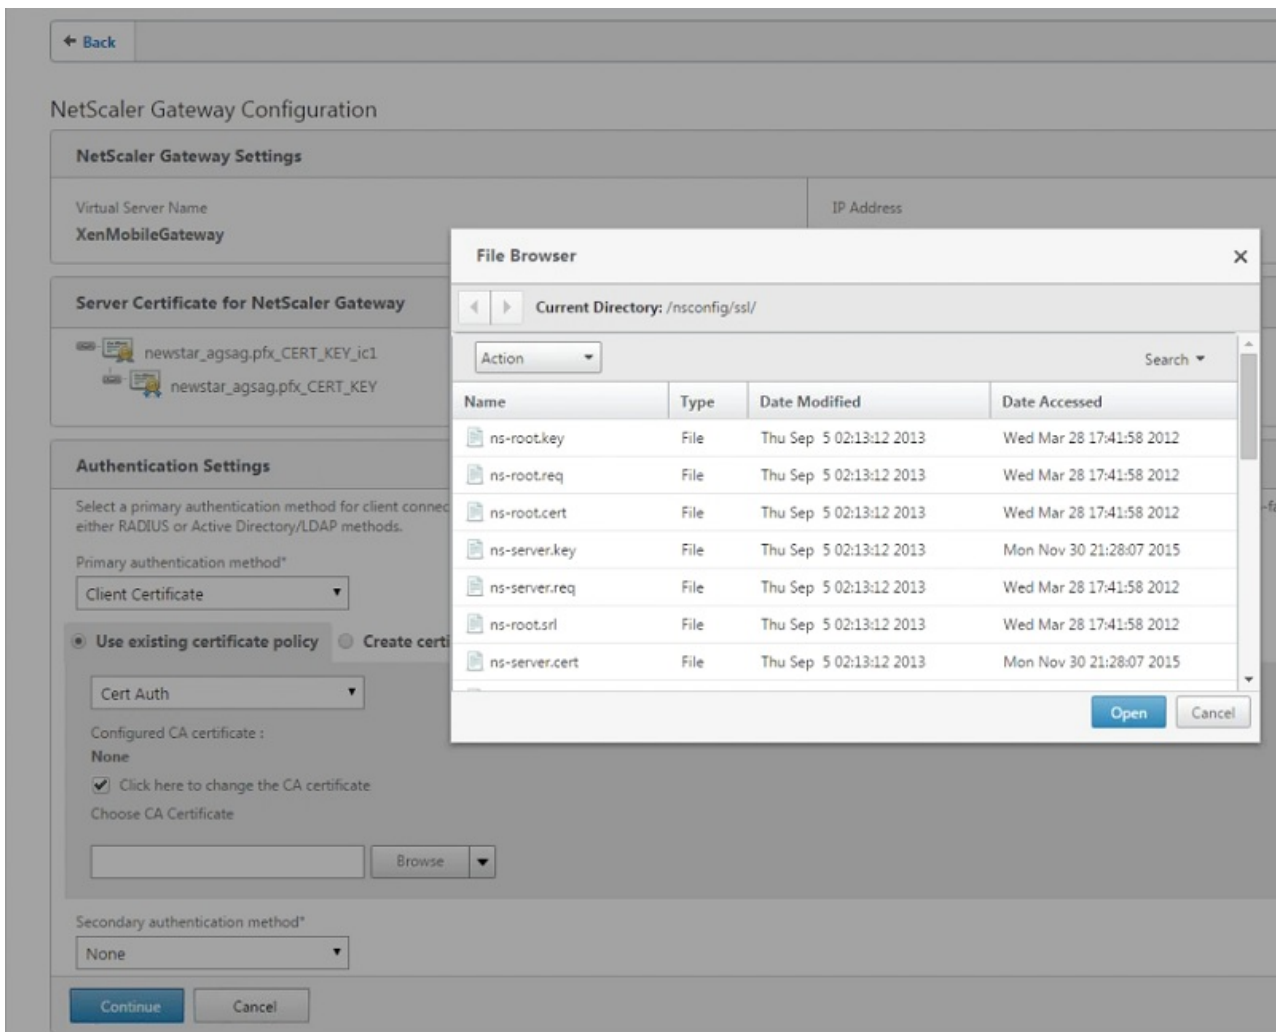 Back
NetScaler Gateway Configuration
NetScaler Gateway Settings
Virtual Server Name
IP Address
XenMobileGateway
Server Certificate for NetScaler Gateway
newstar_agsag.pfx_CERT_KEY_ic1
newstar_agsag.pfx_CERT_KEY
Authentication Settings
Select a primary authentication method for client connec
-fa
either RADIUS or Active Directory/LDAP methods.
Primary authentication method*
Client Certificate
Use existing certificate policy Create certi
Cert Auth
Configured CA certificate :
None
Click here to change the CA certificate
Choose CA Certificate
Browse
Secondary authentication method*
None
Continue Cancel
File Browser
Current Directory: /nsconfig/ssl/
Action Search
Name Type Date Modified Date Accessed
ns-root.key File Thu Sep 5 02:13:12 2013 Wed Mar 28 17:41:58 2012
ns-root.req File Thu Sep 5 02:13:12 2013 Wed Mar 28 17:41:58 2012
ns-root.cert File Thu Sep 5 02:13:12 2013 Wed Mar 28 17:41:58 2012
ns-server.key File Thu Sep 5 02:13:12 2013 Mon Nov 30 21:28:07 2015
ns-server.req File Thu Sep 5 02:13:12 2013 Wed Mar 28 17:41:58 2012
ns-root.srl File Thu Sep 5 02:13:12 2013 Wed Mar 28 17:41:58 2012
ns-server.cert File Thu Sep 5 02:13:12 2013 Mon Nov 30 21:28:07 2015
Open Cancel